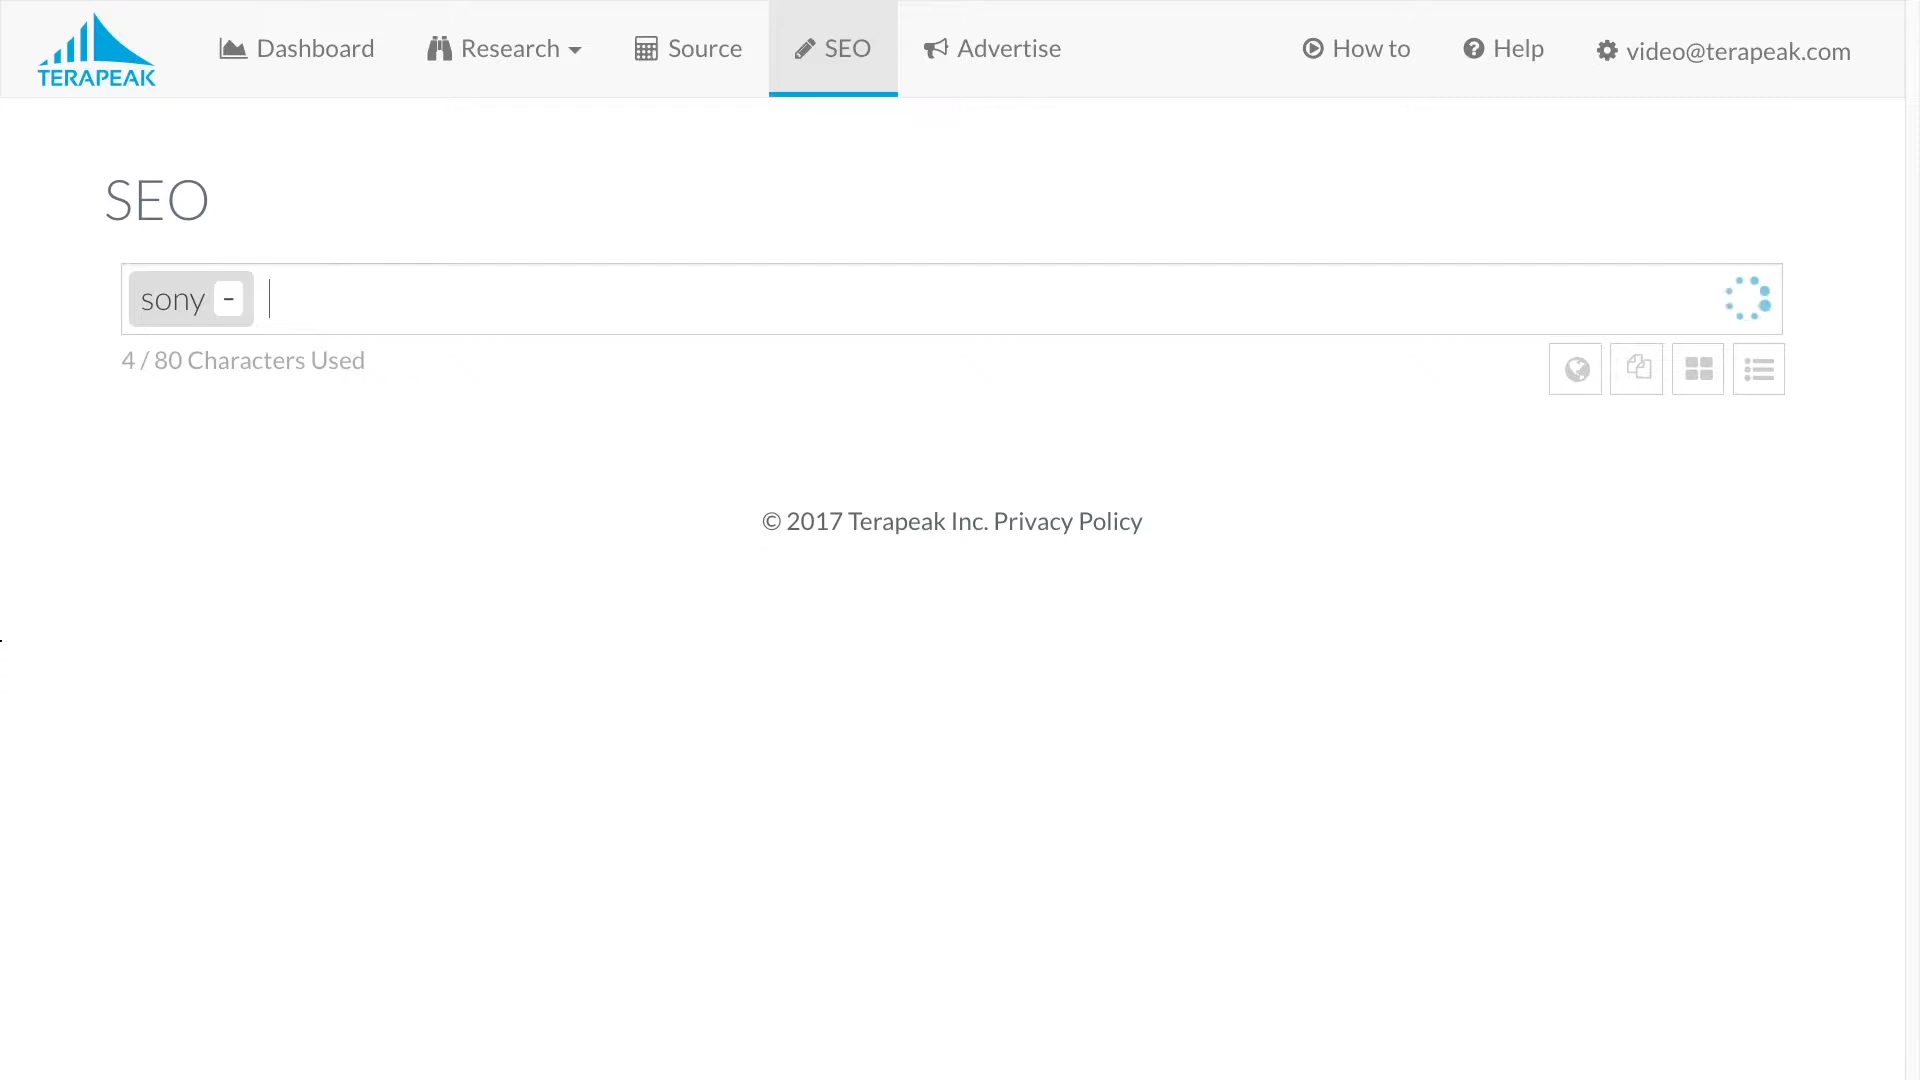 TERAPEAK
Dashboard Research Source SEO Advertise How to Help video@terapeak.com
SEO
sony -
4 / 80 Characters Used
© 2017 Terapeak Inc. Privacy Policy